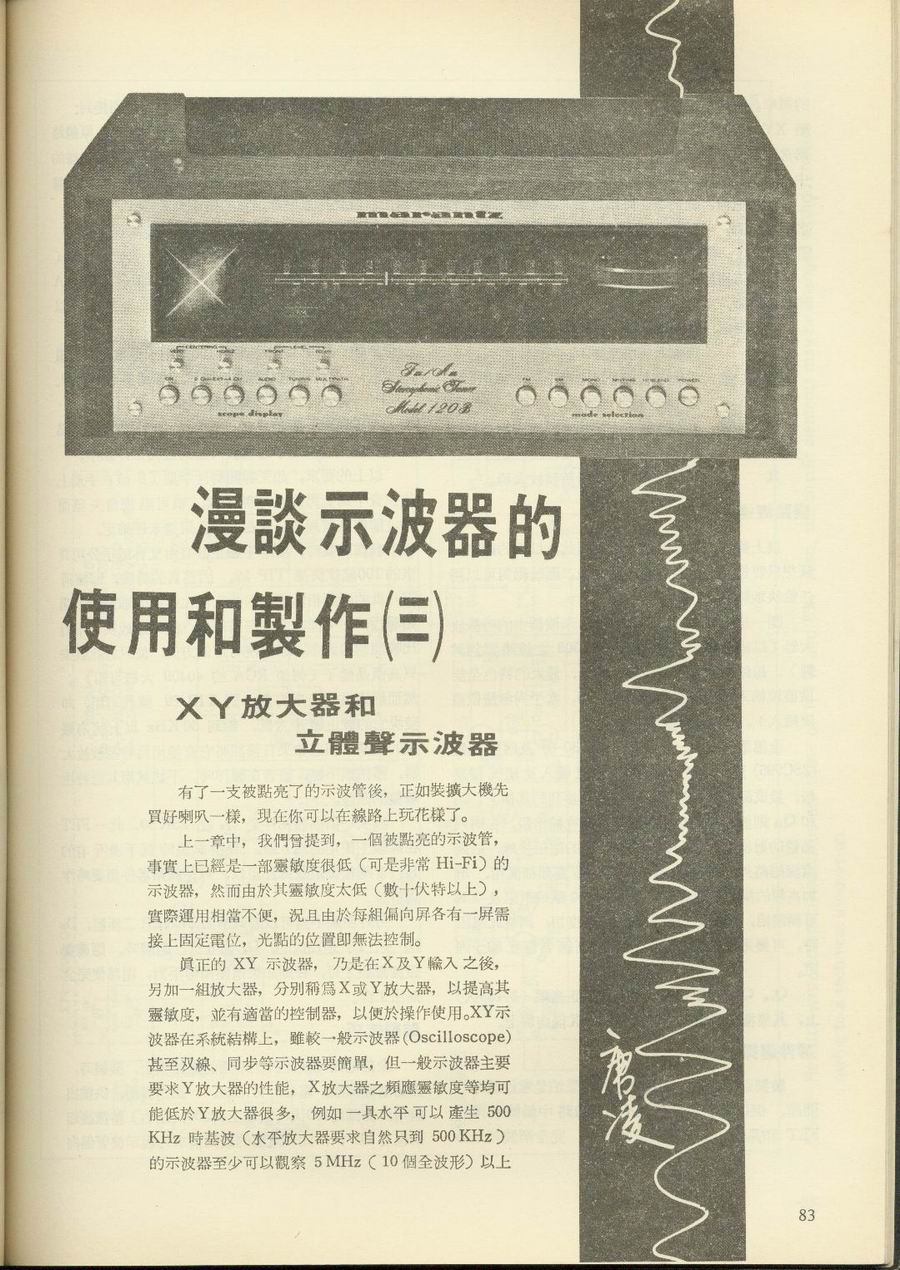 marantz
CENTERING
LEVEL
VERT
HORIZ
FRONT
AUDIO
TUNING
MULTIPATH
scope display
Stereophonic Tuner
Model 120B
FM
MONO
MUTING
HI BLEND
POWER
mode selection
漫談示波器的
使用和製作㈢
XY放大器和
立體聲示波器
有了一支被點亮了的示波管後，正如裝擴大機先
買好喇叭一樣，現在你可以在線路上玩花樣了。
上一章中，我們曾提到，一個被點亮的示波管，
事實上已經是一部靈敏度很低（可是非常 Hi-Fi）的
示波器，然而由於其靈敏度太低（數十伏特以上），
實際運用相當不便，況且由於每組偏向屏各有一屏需
接上固定電位，光點的位置卽無法控制。
眞正的 XY 示波器， 乃是在X及Y輸入之後，
另加一組放大器，分別稱爲X或Y放大器，以提高其
靈敏度，並有適當的控制器，以便於操作使用。XY示
波器在系統結構上，雖較一般示波器(Oscilloscope)
甚至双線、同步等示波器要簡單，但一般示波器主要
要求Y放大器的性能，X放大器之頻應靈敏度等均可
能低於Y放大器很多， 例如一具水平可以產生 500
KHz 時基波（水平放大器要求自然只到 500 KHz ）
的示波器至少可以觀察 5 MHz（ 10 個全波形）以上
唐凌
83